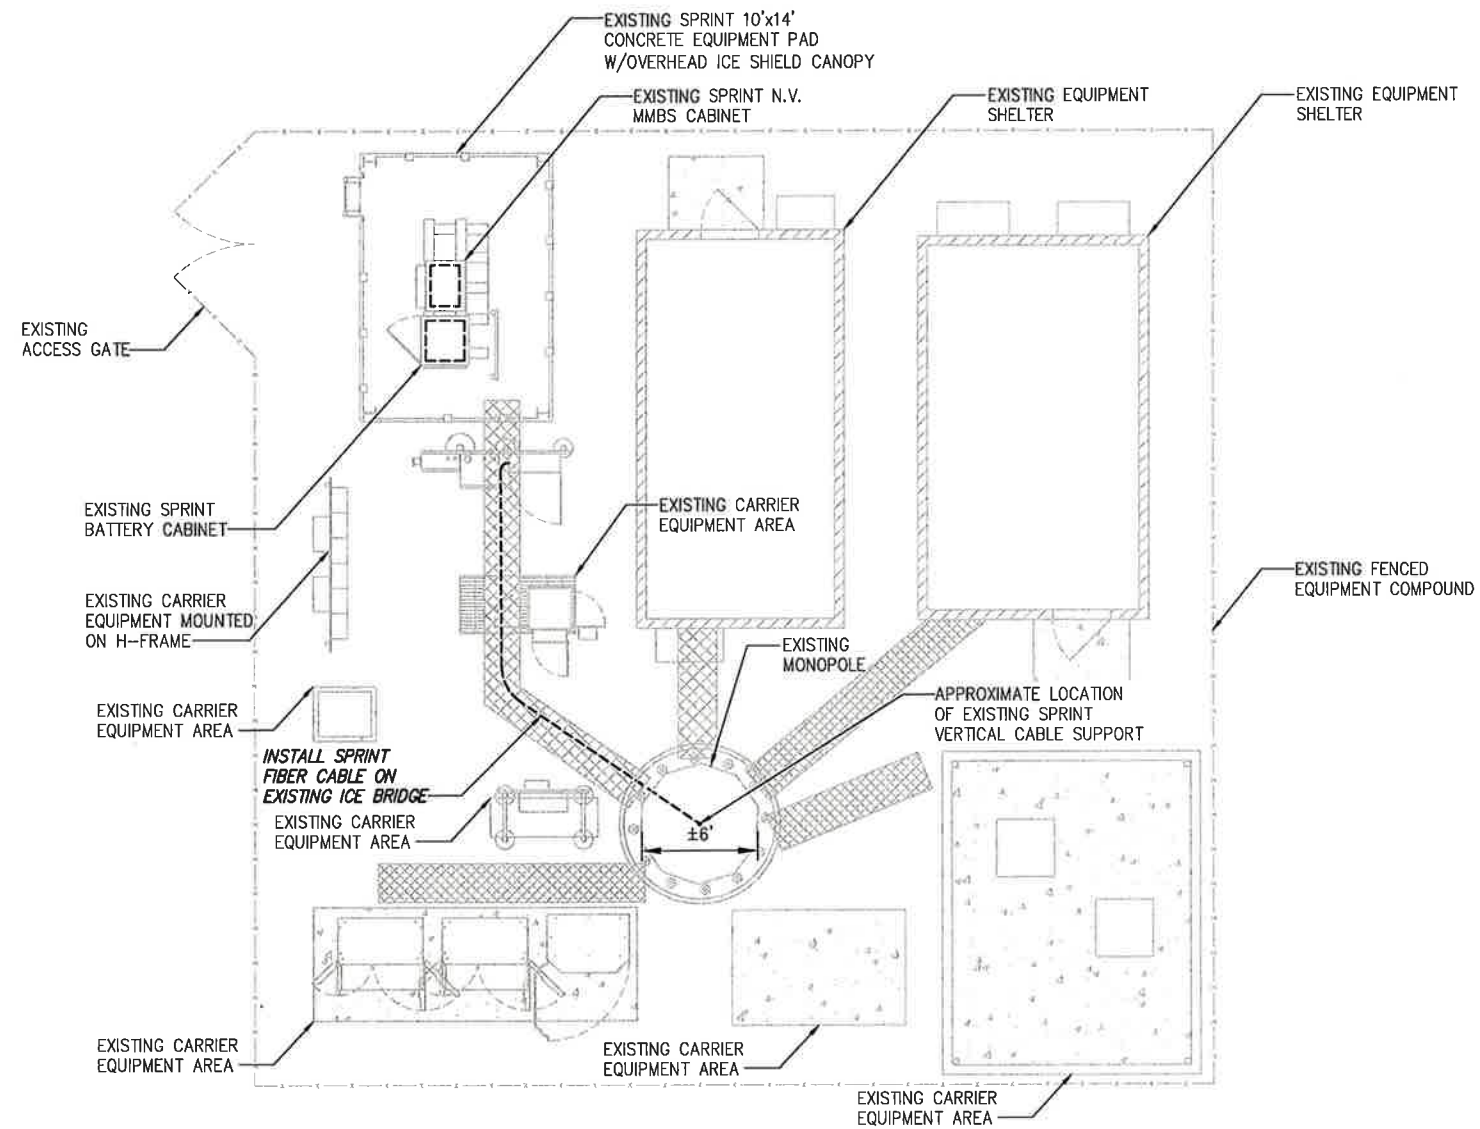 EXISTING SPRINT 10'x14'
CONCRETE EQUIPMENT PAD
W/OVERHEAD ICE SHIELD CANOPY
EXISTING SPRINT N.V.
MMBS CABINET
EXISTING EQUIPMENT
SHELTER
EXISTING EQUIPMENT
SHELTER
EXISTING
ACCESS GATE
EXISTING SPRINT
BATTERY CABINET
EXISTING CARRIER
EQUIPMENT AREA
EXISTING FENCED
EQUIPMENT COMPOUND
EXISTING CARRIER
EQUIPMENT MOUNTED
ON H-FRAME
EXISTING
MONOPOLE
APPROXIMATE LOCATION
OF EXISTING SPRINT
VERTICAL CABLE SUPPORT
EXISTING CARRIER
EQUIPMENT AREA
INSTALL SPRINT
FIBER CABLE ON
EXISTING ICE BRIDGE
EXISTING CARRIER
EQUIPMENT AREA
±6'
EXISTING CARRIER
EQUIPMENT AREA
EXISTING CARRIER
EQUIPMENT AREA
EXISTING CARRIER
EQUIPMENT AREA